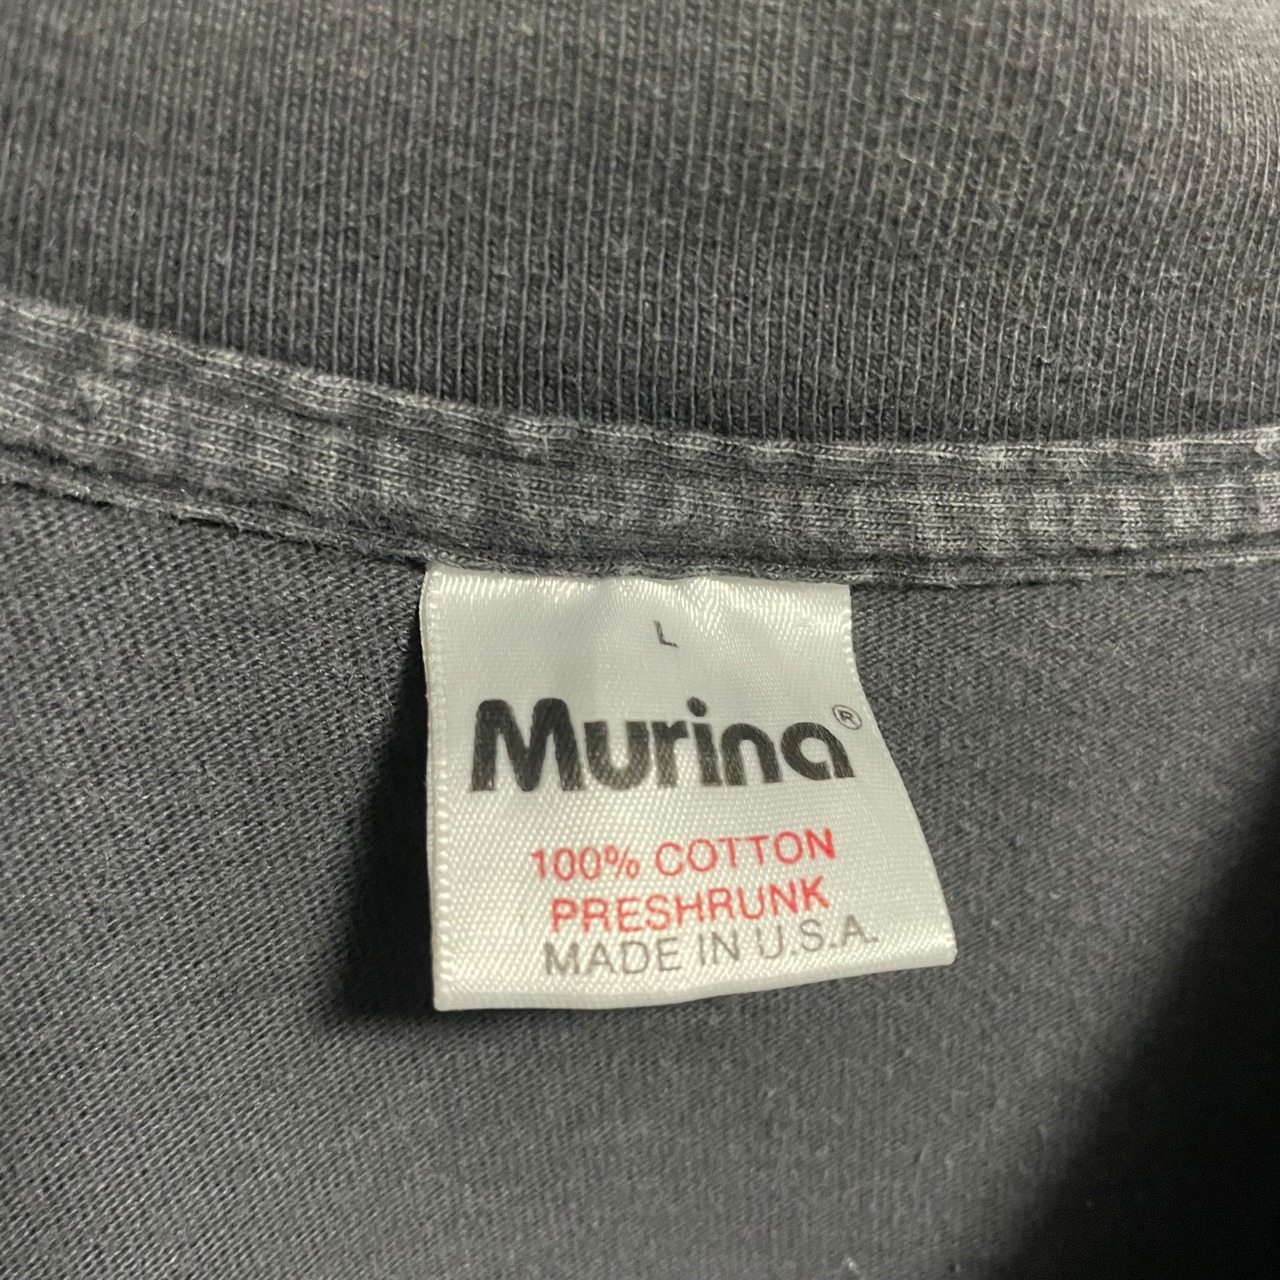 L
Murina®
100% COTTON
PRESHRUNK
MADE IN U.S.A.